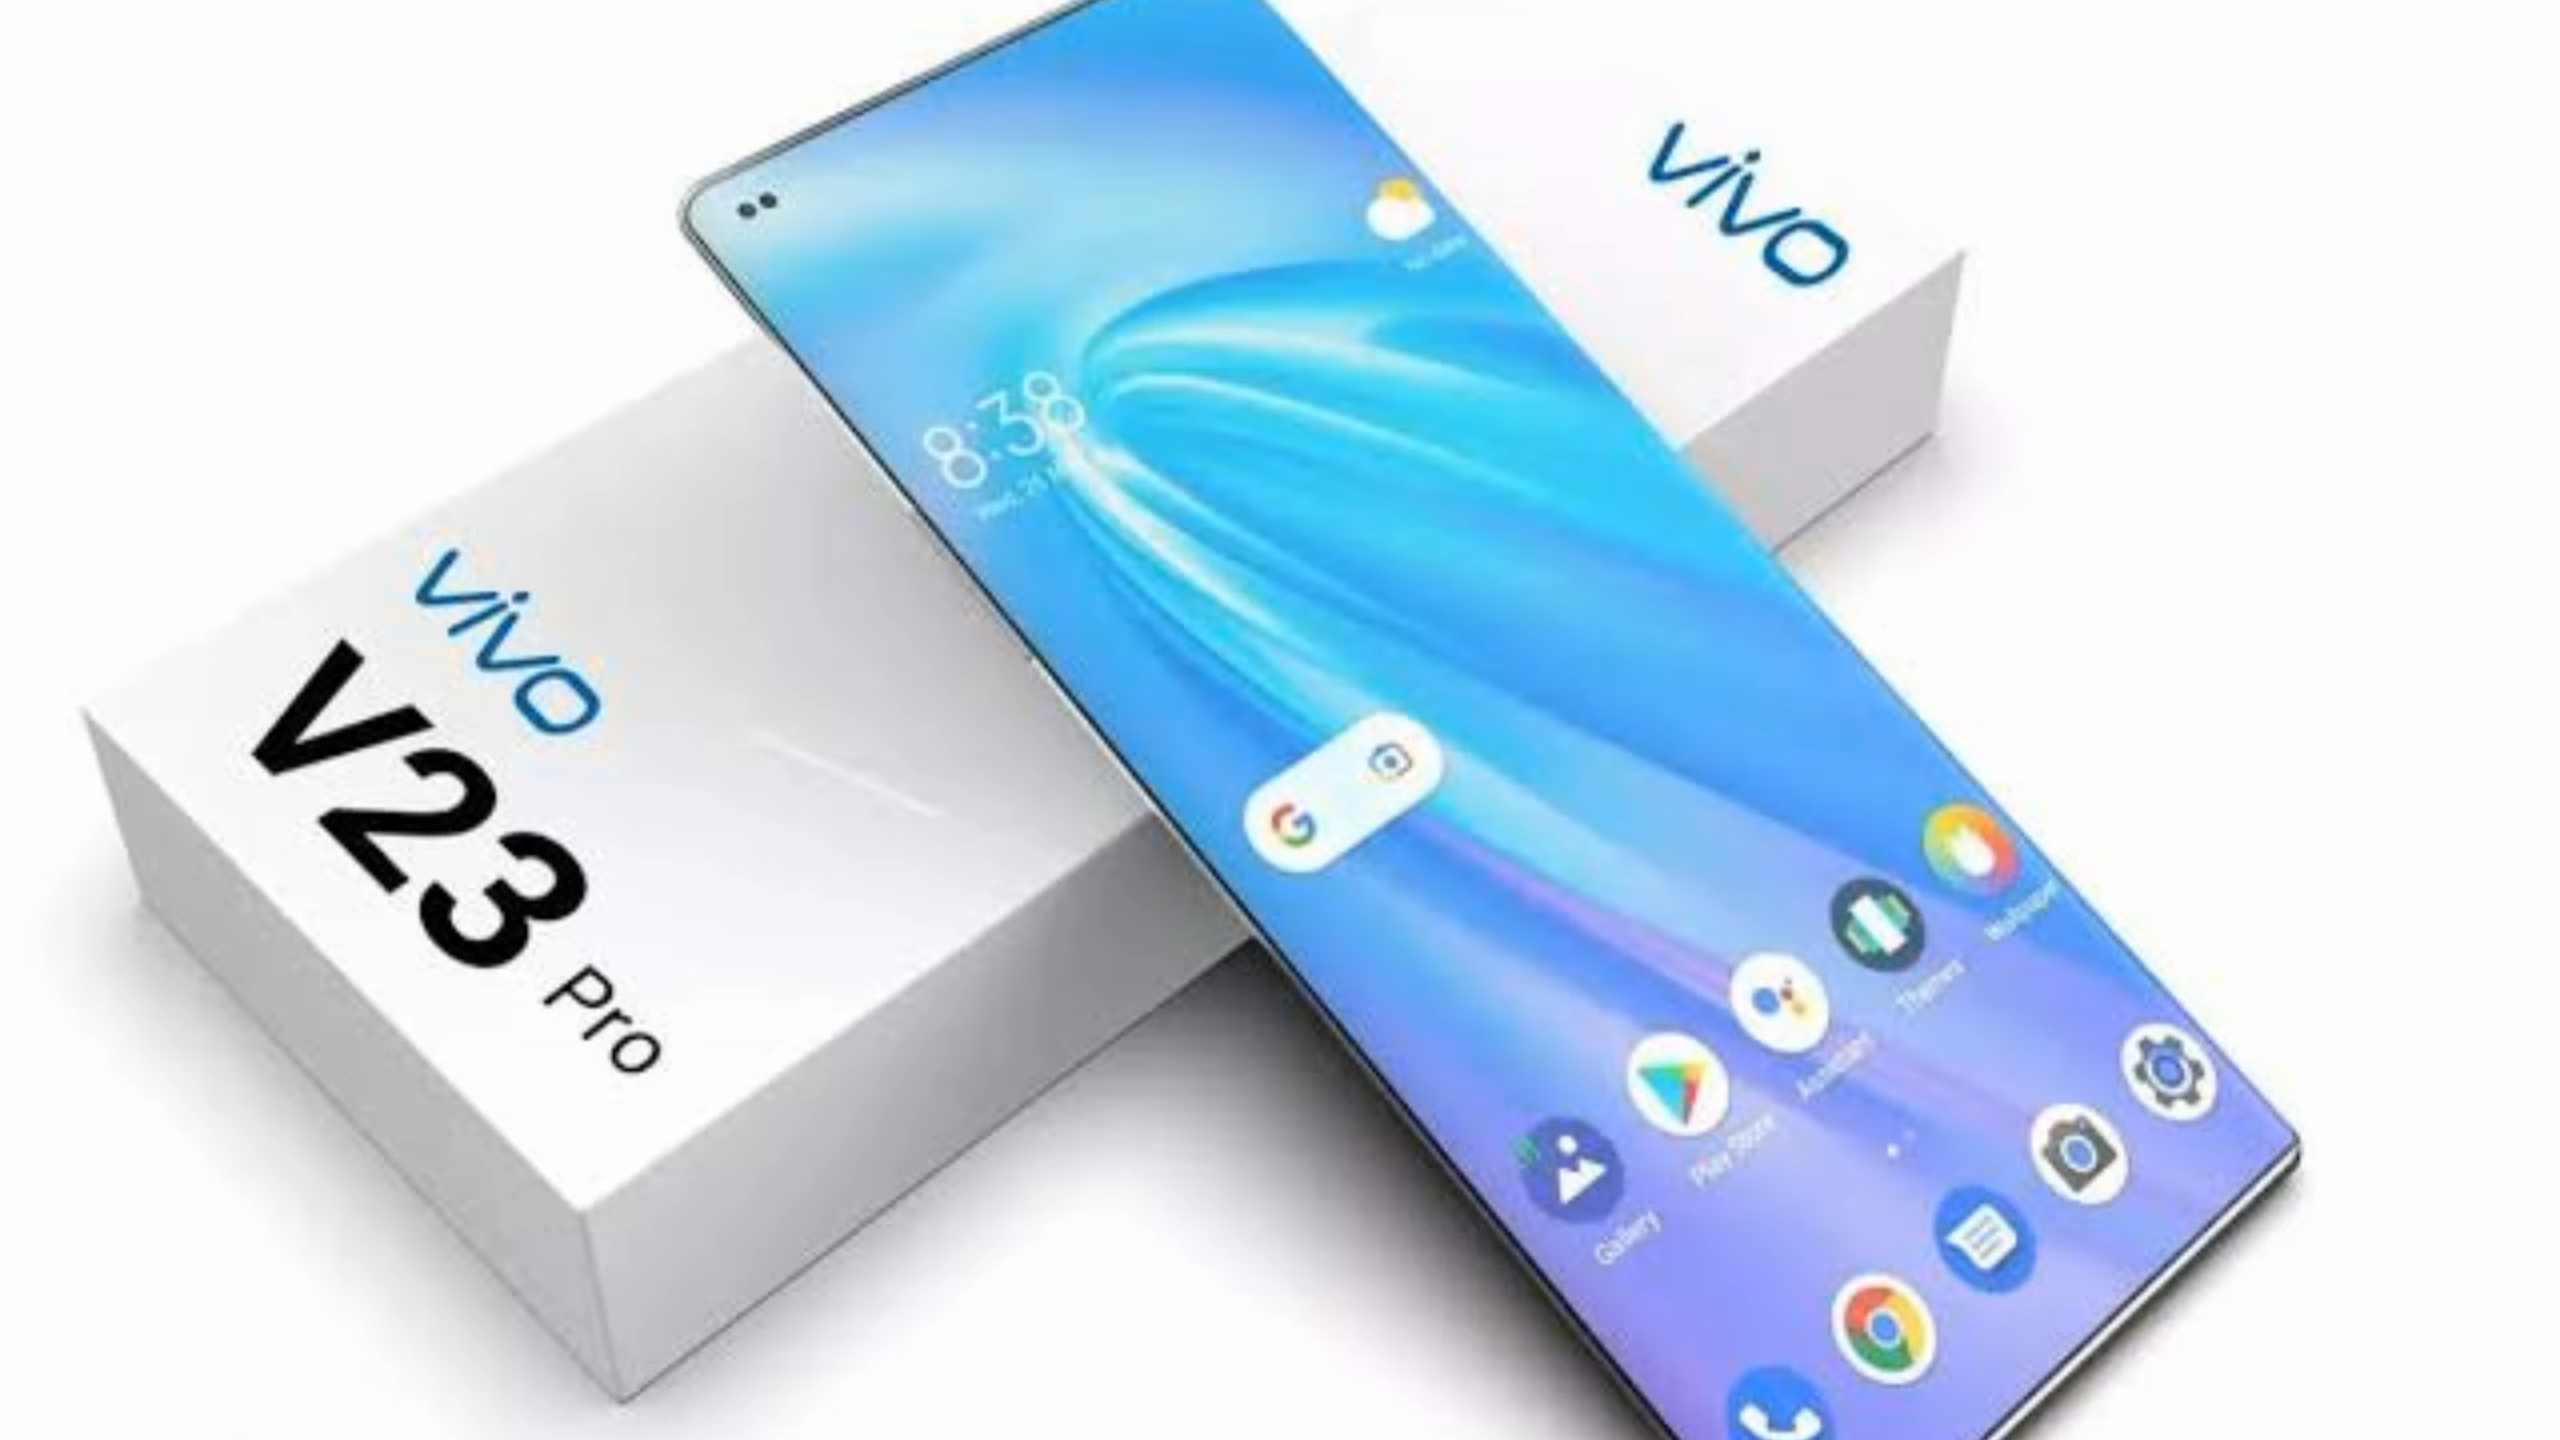 vivo
8:38
vivo
V23 Pro
Wallpaper
Themes
Assistant
Play Store
Gallery